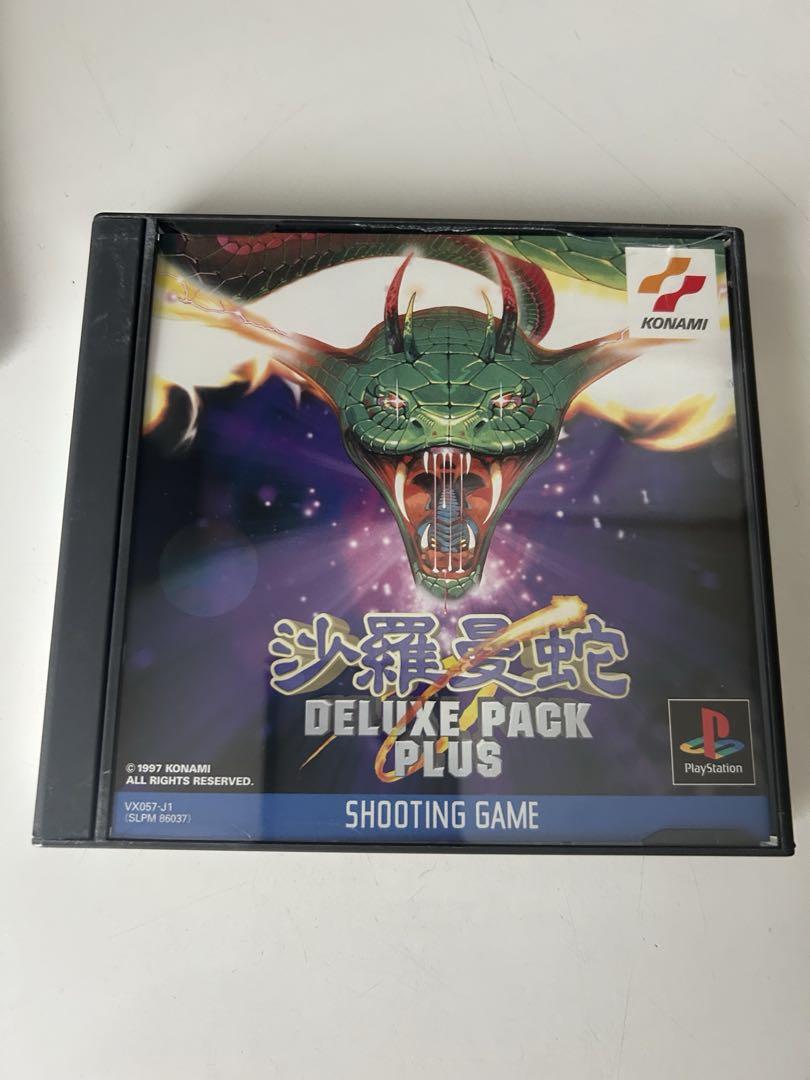 KONAMI
沙羅曼蛇
DELUXE PACK
PLUS
© 1997 KONAMI
ALL RIGHTS RESERVED.
PlayStation
VX057-J1
(SLPM 86037)
SHOOTING GAME